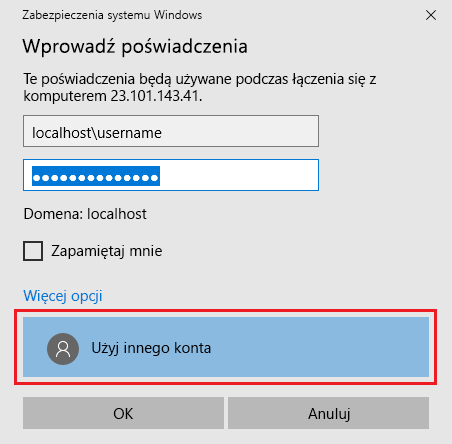 Zabezpieczenia systemu Windows
Wprowadź poświadczenia
Te poświadczenia będą używane podczas łączenia się z
komputerem 23.101.143.41.
localhost\username
Domena: localhost
Zapamiętaj mnie
Więcej opcji
Użyj innego konta
OK
Anuluj